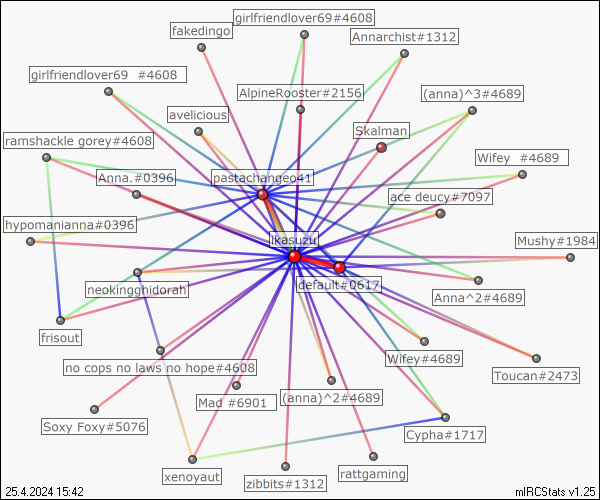 girlfriendlover69#4608
fakedingo
Annarchist#1312
girlfriendlover69 #4608
AlpineRooster#2156
(anna)^3#4689
avelicious
Skalman
ramshackle gorey#4608
Wifey #4689
Anna.#0396
pastachangeo41
ace deucy#7097
hypomanianna#0396
lkasuzu
Mushy#1984
neokingghidorah
default#0617
Anna^2#4689
frisout
Wifey#4689
no cops no laws no hope#4608
Toucan#2473
Mad #6901
(anna)^2#4689
Soxy Foxy#5076
Cypha#1717
xenoyaut
rattgaming
zibbits#1312
25.4.2024 15:42
mIRCStats v1.25